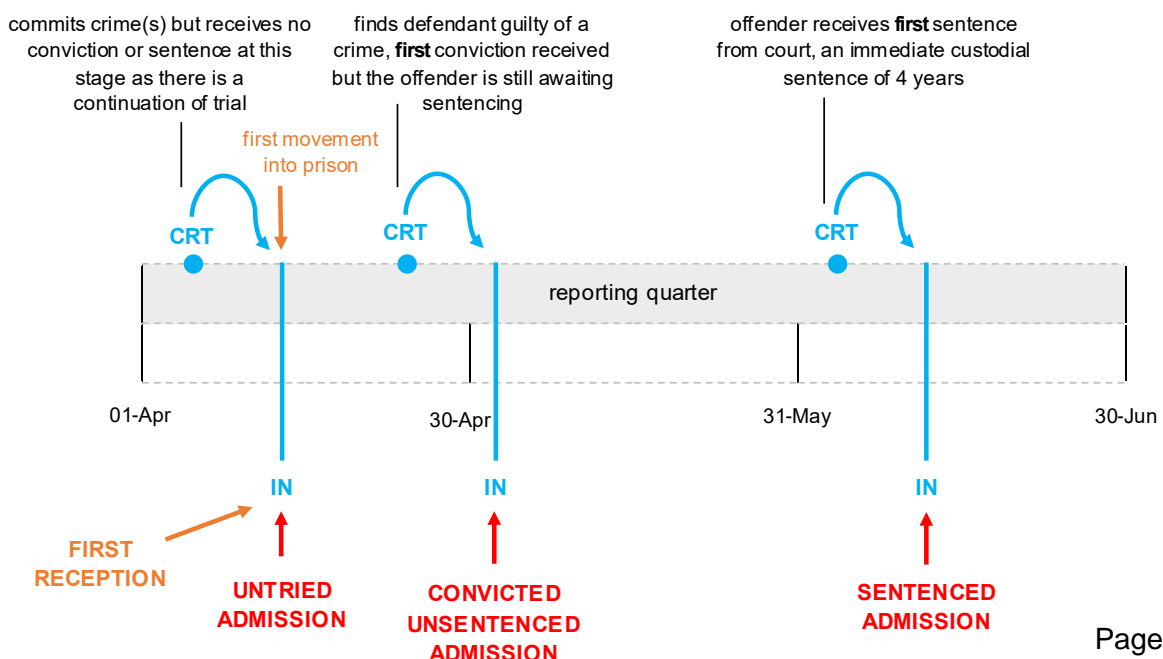 commits crime(s) but receives no
conviction or sentence at this
stage as there is a
continuation of trial
finds defendant guilty of a
crime, first conviction received
but the offender is still awaiting
sentencing
offender receives first sentence
from court, an immediate custodial
sentence of 4 years
first movement
into prison
CRT
CRT
CRT
reporting quarter
01-Apr
30-Apr
31-May
30-Jun
IN
IN
IN
FIRST
RECEPTION
UNTRIED
ADMISSION
CONVICTED
UNSENTENCED
ADMISSION
SENTENCED
ADMISSION
Page